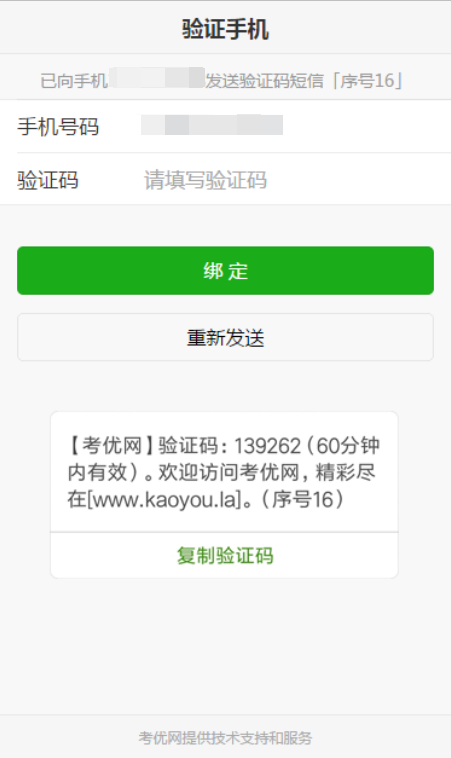 验证手机
已向手机 发送验证码短信「序号16」
手机号码
验证码 请填写验证码
绑 定
重新发送
【考优网】验证码：139262（60分钟
内有效）。欢迎访问考优网，精彩尽
在[www.kaoyou.la]。（序号16）
复制验证码
考优网提供技术支持和服务